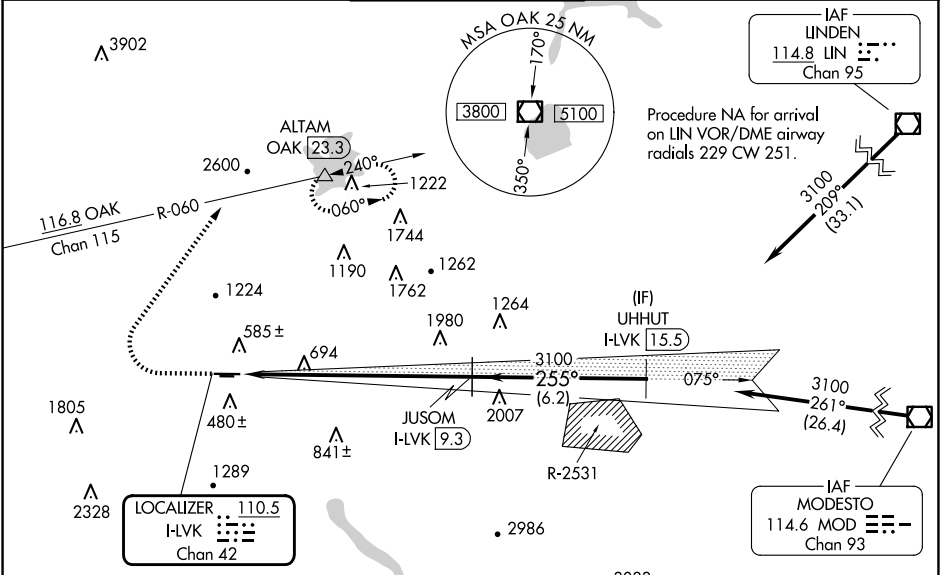 3902
MSA OAK 25 NM
170°
3800
5100
350°
IAF
LINDEN
114.8 LIN
Chan 95
Procedure NA for arrival
on LIN VOR/DME airway
radials 229 CW 251.
3100
209°
(33.1)
ALTAM
OAK 23.3
2600
240°
1222
060°
116.8 OAK
R-060
Chan 115
1744
1190
1762
1262
1224
585±
694
1980
1264
(IF)
UHHUT
I-LVK 15.5
3100
255°
(6.2)
075°
3100
261°
(26.4)
JUSOM
I-LVK 9.3
2007
R-2531
1805
480±
841±
1289
2328
LOCALIZER 110.5
I-LVK
Chan 42
2986
IAF
MODESTO
114.6 MOD
Chan 93